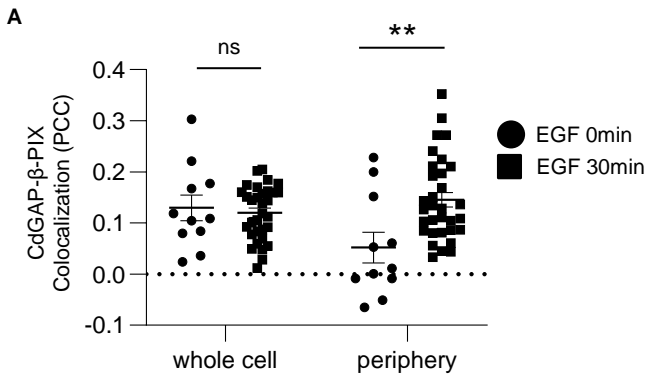 A
ns
**
CdGAP-β-PIX
Colocalization (PCC)
0.4
0.3
0.2
0.1
0.0
-0.1
EGF 0min
EGF 30min
whole cell
periphery